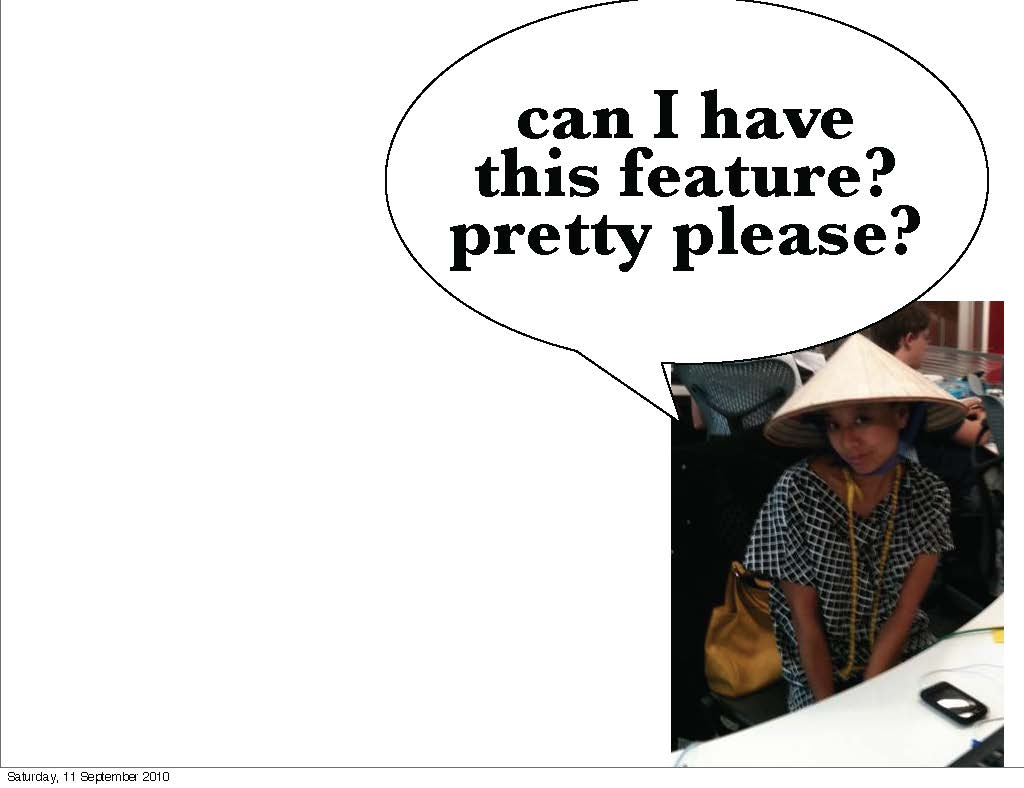 can I have
this feature?
pretty please?
Saturday, 11 September 2010